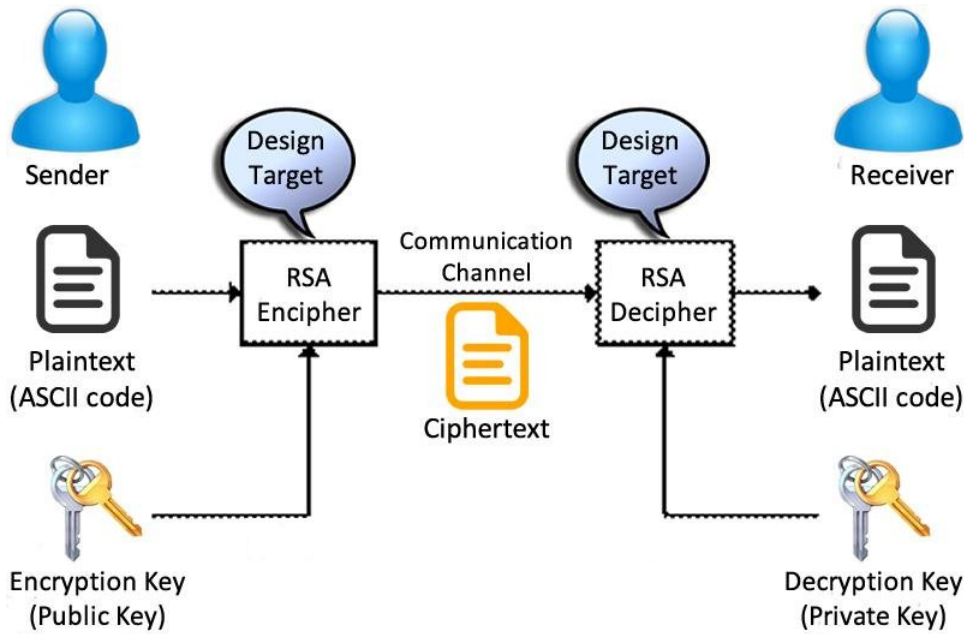 Sender
Design
Target
Design
Target
Receiver
RSA
Encipher
Communication
Channel
RSA
Decipher
Plaintext
(ASCII code)
Ciphertext
Plaintext
(ASCII code)
Encryption Key
(Public Key)
Decryption Key
(Private Key)